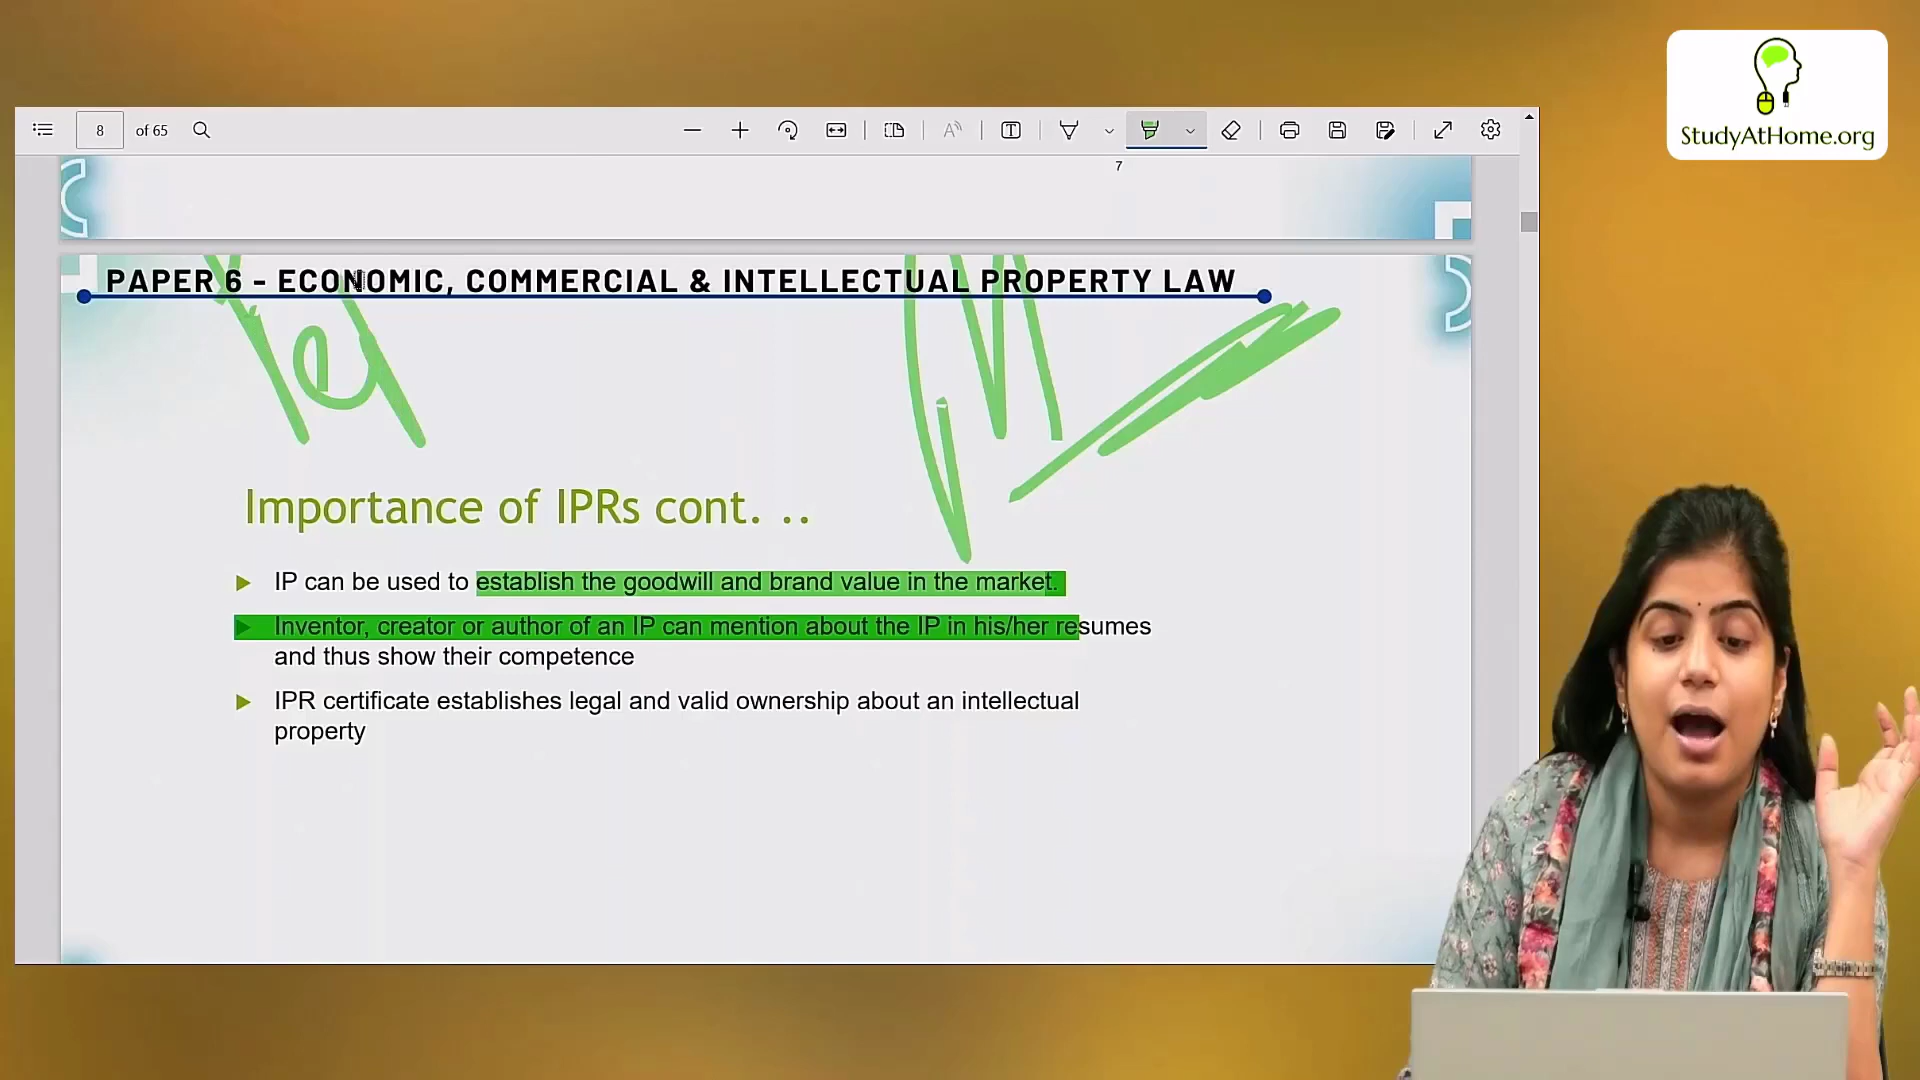 StudyAtHome.org
8 of 65
7
PAPER 6 - ECONOMIC, COMMERCIAL & INTELLECTUAL PROPERTY LAW
Importance of IPRs cont. ..
IP can be used to establish the goodwill and brand value in the market.
Inventor, creator or author of an IP can mention about the IP in his/her resumes
and thus show their competence
IPR certificate establishes legal and valid ownership about an intellectual
property